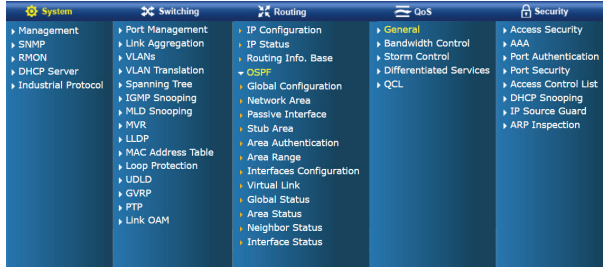 System
Management
SNMP
RMON
DHCP Server
Industrial Protocol
Switching
Port Management
Link Aggregation
VLANs
VLAN Translation
Spanning Tree
IGMP Snooping
MLD Snooping
MVR
LLDP
MAC Address Table
Loop Protection
UDLD
GVRP
PTP
Link OAM
Routing
IP Configuration
IP Status
Routing Info. Base
OSPF
Global Configuration
Network Area
Passive Interface
Stub Area
Area Authentication
Area Range
Interfaces Configuration
Virtual Link
Global Status
Area Status
Neighbor Status
Interface Status
QoS
General
Bandwidth Control
Storm Control
Differentiated Services
QCL
Security
Access Security
AAA
Port Authentication
Port Security
Access Control List
DHCP Snooping
IP Source Guard
ARP Inspection